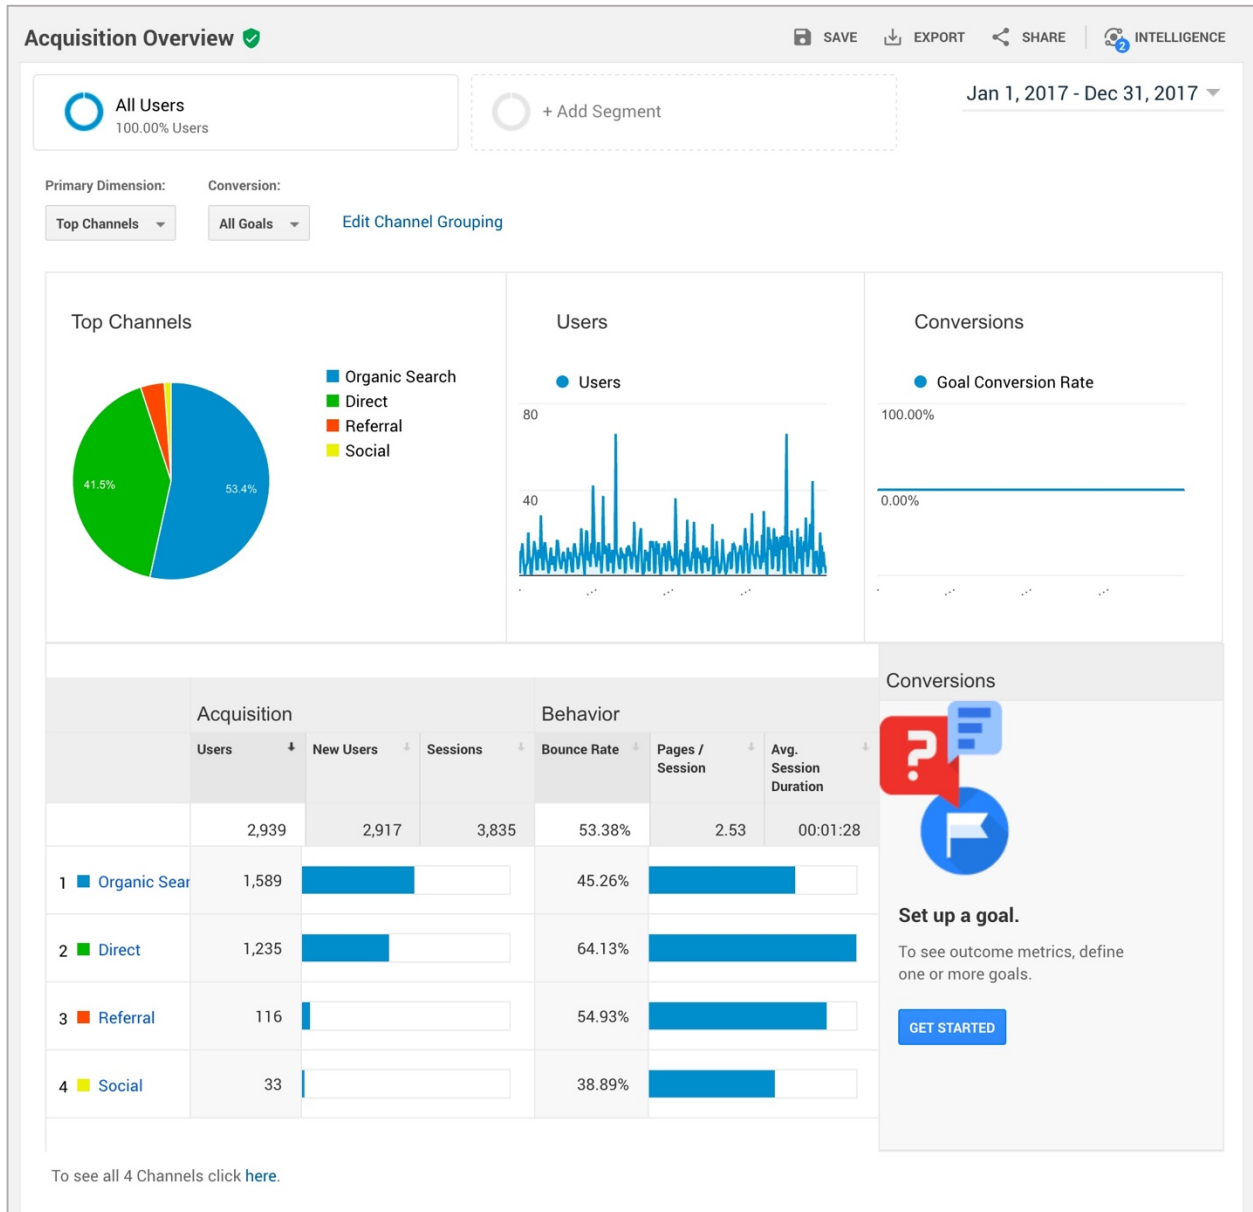 Acquisition Overview
SAVE
EXPORT
SHARE
2
INTELLIGENCE
All Users
100.00% Users
+ Add Segment
Jan 1, 2017 - Dec 31, 2017
Primary Dimension:
Conversion:
Top Channels
All Goals
Edit Channel Grouping
Top Channels
Organic Search
Direct
Referral
Social
41.5%
53.4%
Users
Users
80
40
Conversions
Goal Conversion Rate
100.00%
0.00%
Acquisition
Behavior
Conversions
Users
New Users
Sessions
Bounce Rate
Pages /
Session
Avg.
Session
Duration
2,939
2,917
3,835
53.38%
2.53
00:01:28
1 Organic Sear
1,589
45.26%
2 Direct
1,235
64.13%
3 Referral
116
54.93%
4 Social
33
38.89%
?
Set up a goal.
To see outcome metrics, define
one or more goals.
GET STARTED
To see all 4 Channels click here.